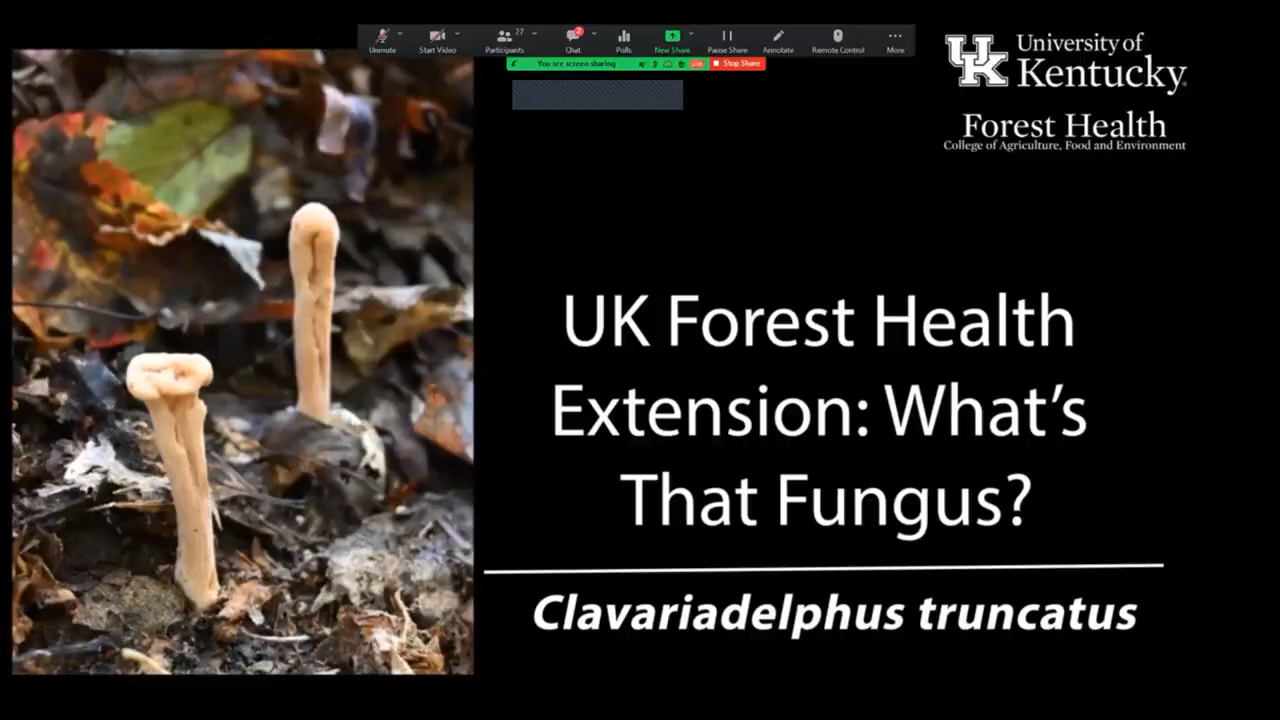 27
2
Unmute
Start Video
Participants
Chat
Polls
New Share
Pause Share
Annotate
Remote Control
More
You are screen sharing
Stop Share
UK
University of
Kentucky
Forest Health
College of Agriculture, Food and Environment
UK Forest Health
Extension: What's
That Fungus?
Clavariadelphus truncatus